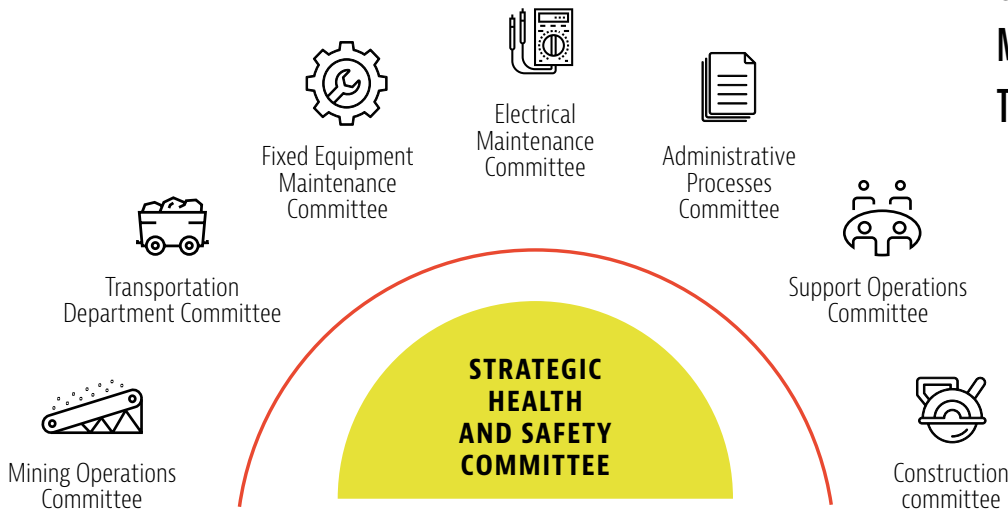 Electrical
Maintenance
Committee
Fixed Equipment
Maintenance
Committee
Administrative
Processes
Committee
Transportation
Department Committee
Support Operations
Committee
STRATEGIC
HEALTH
AND SAFETY
COMMITTEE
Mining Operations
Committee
Construction
committee